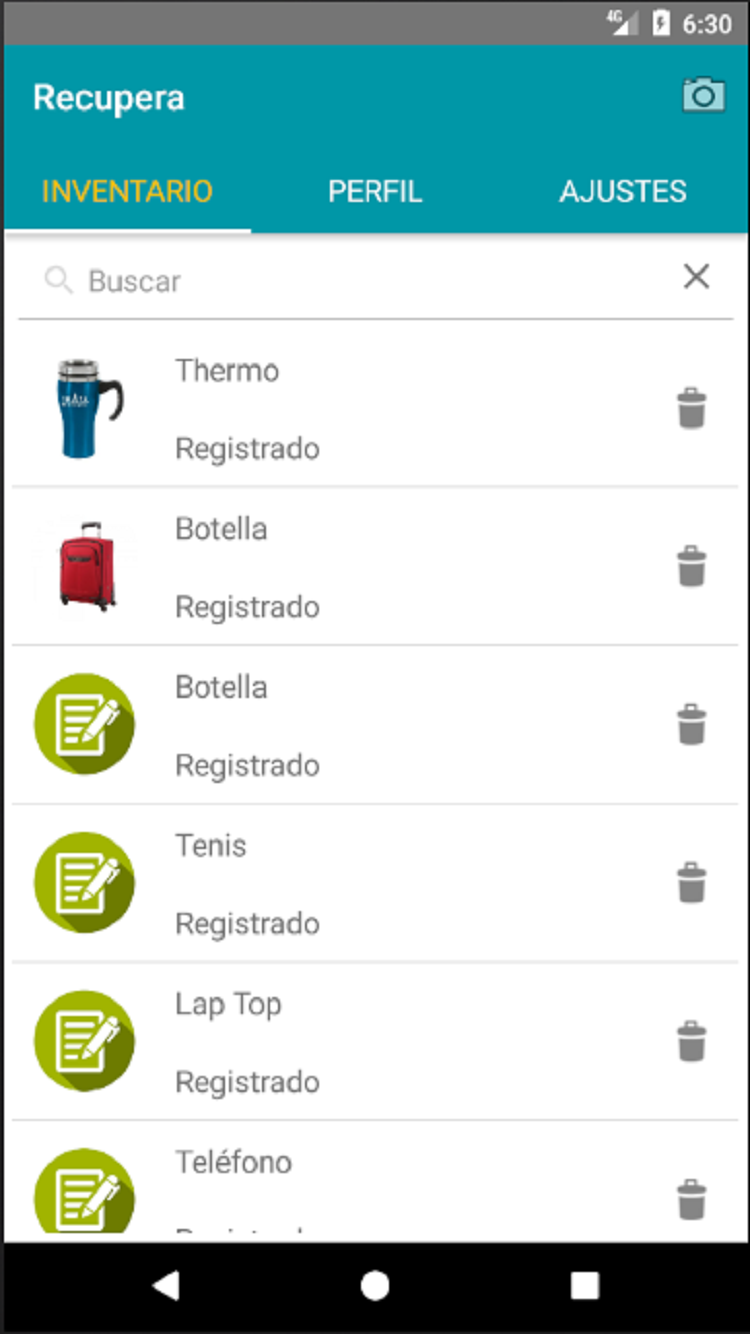 4G 6:30
Recupera
INVENTARIO PERFIL AJUSTES
Buscar
Thermo
Registrado
Botella
Registrado
Botella
Registrado
Tenis
Registrado
Lap Top
Registrado
Teléfono